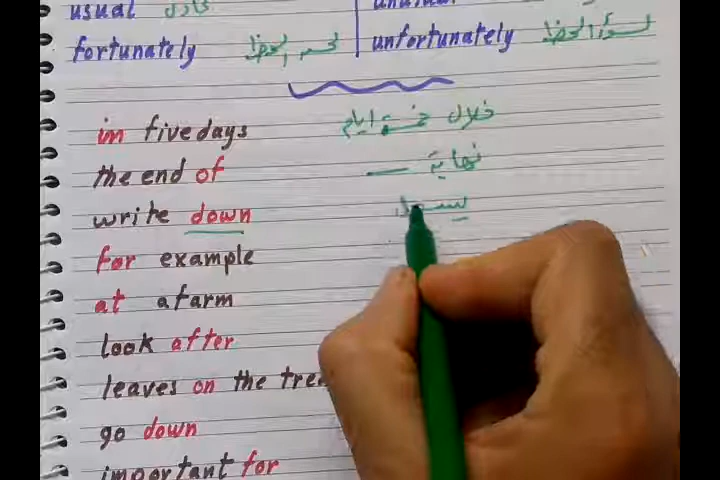 usual عادل
fortunately لحسن الحظ unfortunately لسوء الحظ
in five days خلال خمسة ايام
the end of نهاية
write down يسجل
for example
at a farm
look after
leaves on the tree
go down
important for